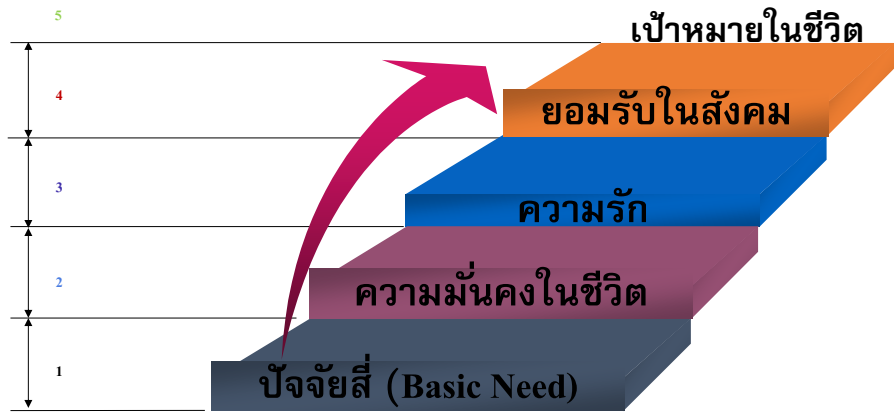 5
เป้าหมายในชีวิต
4
ยอมรับในสังคม
3
ความรัก
2
ความมั่นคงในชีวิต
1
ปัจจัยสี่ (Basic Need)